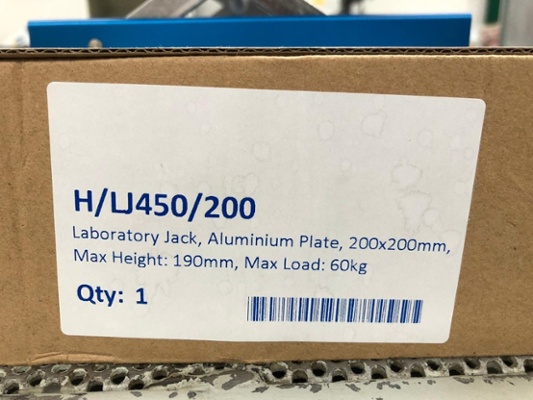 H/LJ450/200
Laboratory Jack, Aluminium Plate, 200x200mm,
Max Height: 190mm, Max Load: 60kg
Qty: 1